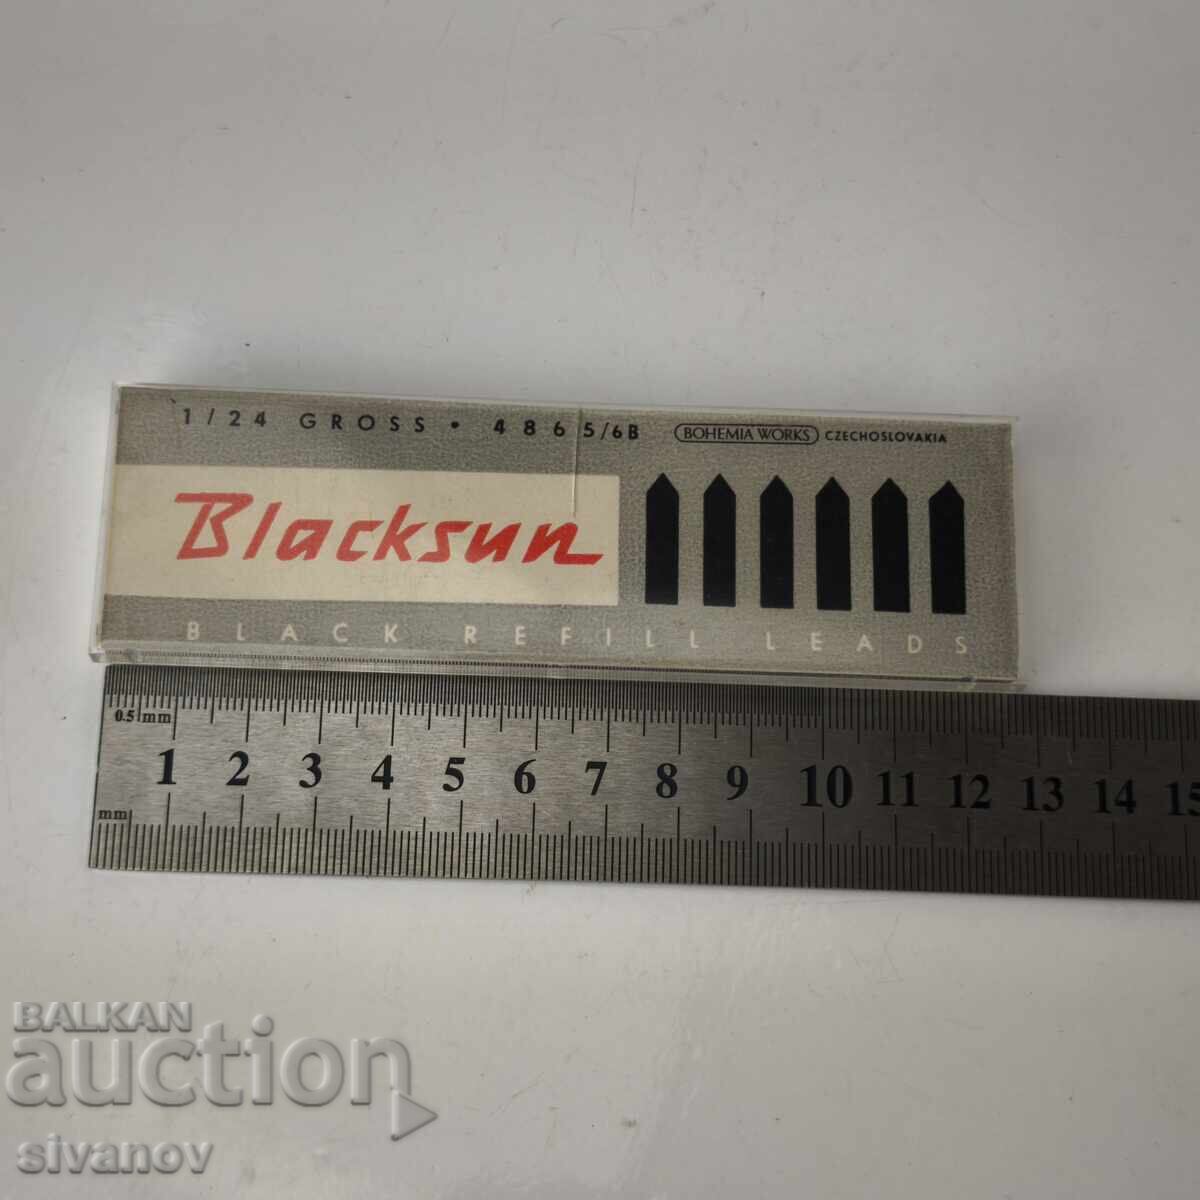 1/24 GROSS • 4865/6B BOHEMIA WORKS CZECHOSLOVAKIA
Blacksun
BLACK REFILL LEADS
0.5 mm
1 2 3 4 5 6 7 8 9 10 11 12 13 14 15
mm
BALKAN
auction
sivanov